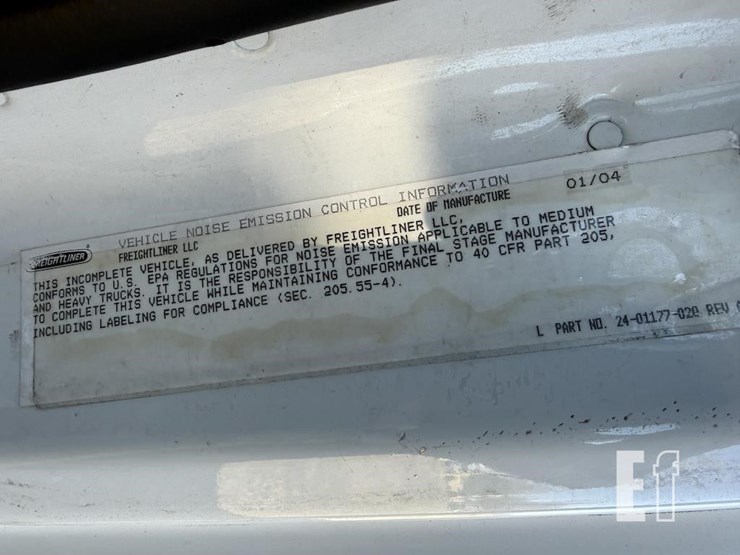 VEHICLE NOISE EMISSION CONTROL INFORMATION
FREIGHTLINER
FREIGHTLINER LLC
DATE OF MANUFACTURE 01/04
THIS INCOMPLETE VEHICLE, AS DELIVERED BY FREIGHTLINER LLC,
CONFORMS TO U.S. EPA REGULATIONS FOR NOISE EMISSION APPLICABLE TO MEDIUM
AND HEAVY TRUCKS. IT IS THE RESPONSIBILITY OF THE FINAL STAGE MANUFACTURER
TO COMPLETE THIS VEHICLE WHILE MAINTAINING CONFORMANCE TO 40 CFR PART 205,
INCLUDING LABELING FOR COMPLIANCE (SEC. 205.55-4).
L PART NO. 24-01177-020 REV
Ef